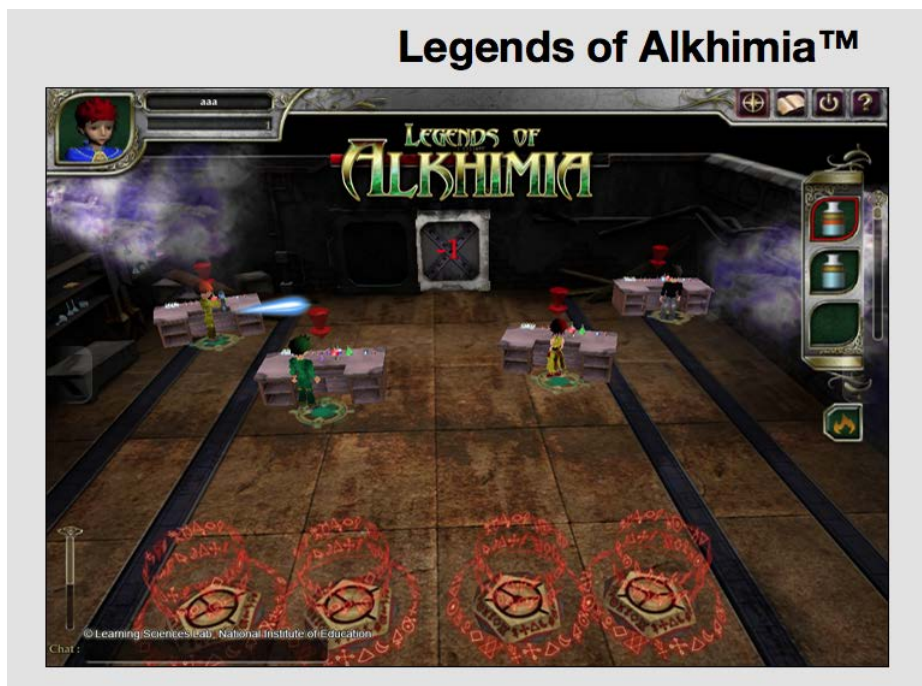 Legends of Alkhimia™
aaa
LEGENDS OF
ALKHIMIA
-1
© Learning Sciences Lab, National Institute of Education
Chat :